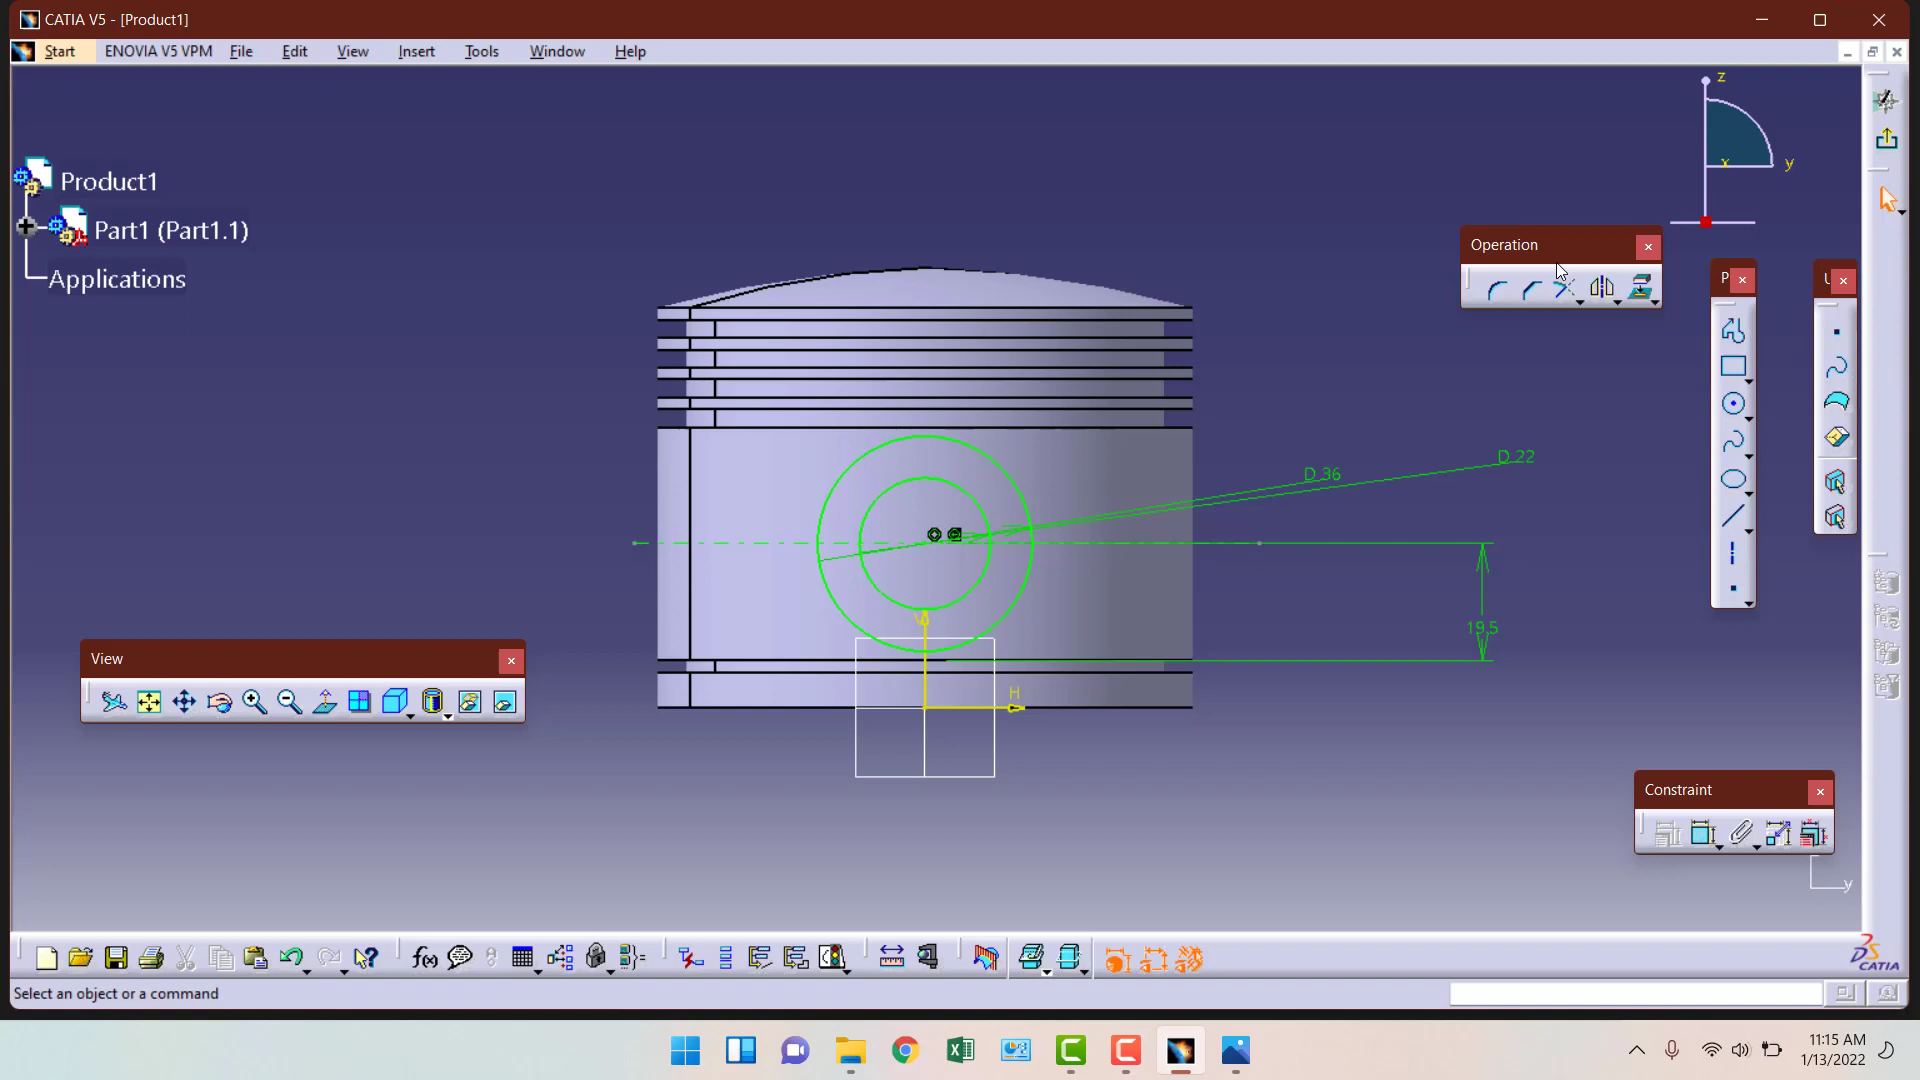 CATIA V5 - [Product1]
Start ENOVIA V5 VPM File Edit View Insert Tools Window Help
z
x
y
Product1
Part1 (Part1.1)
Applications
Operation
P
D 36
D 22
19.5
V
H
View
Constraint
y
f(x)
CATIA
Select an object or a command
11:15 AM
1/13/2022